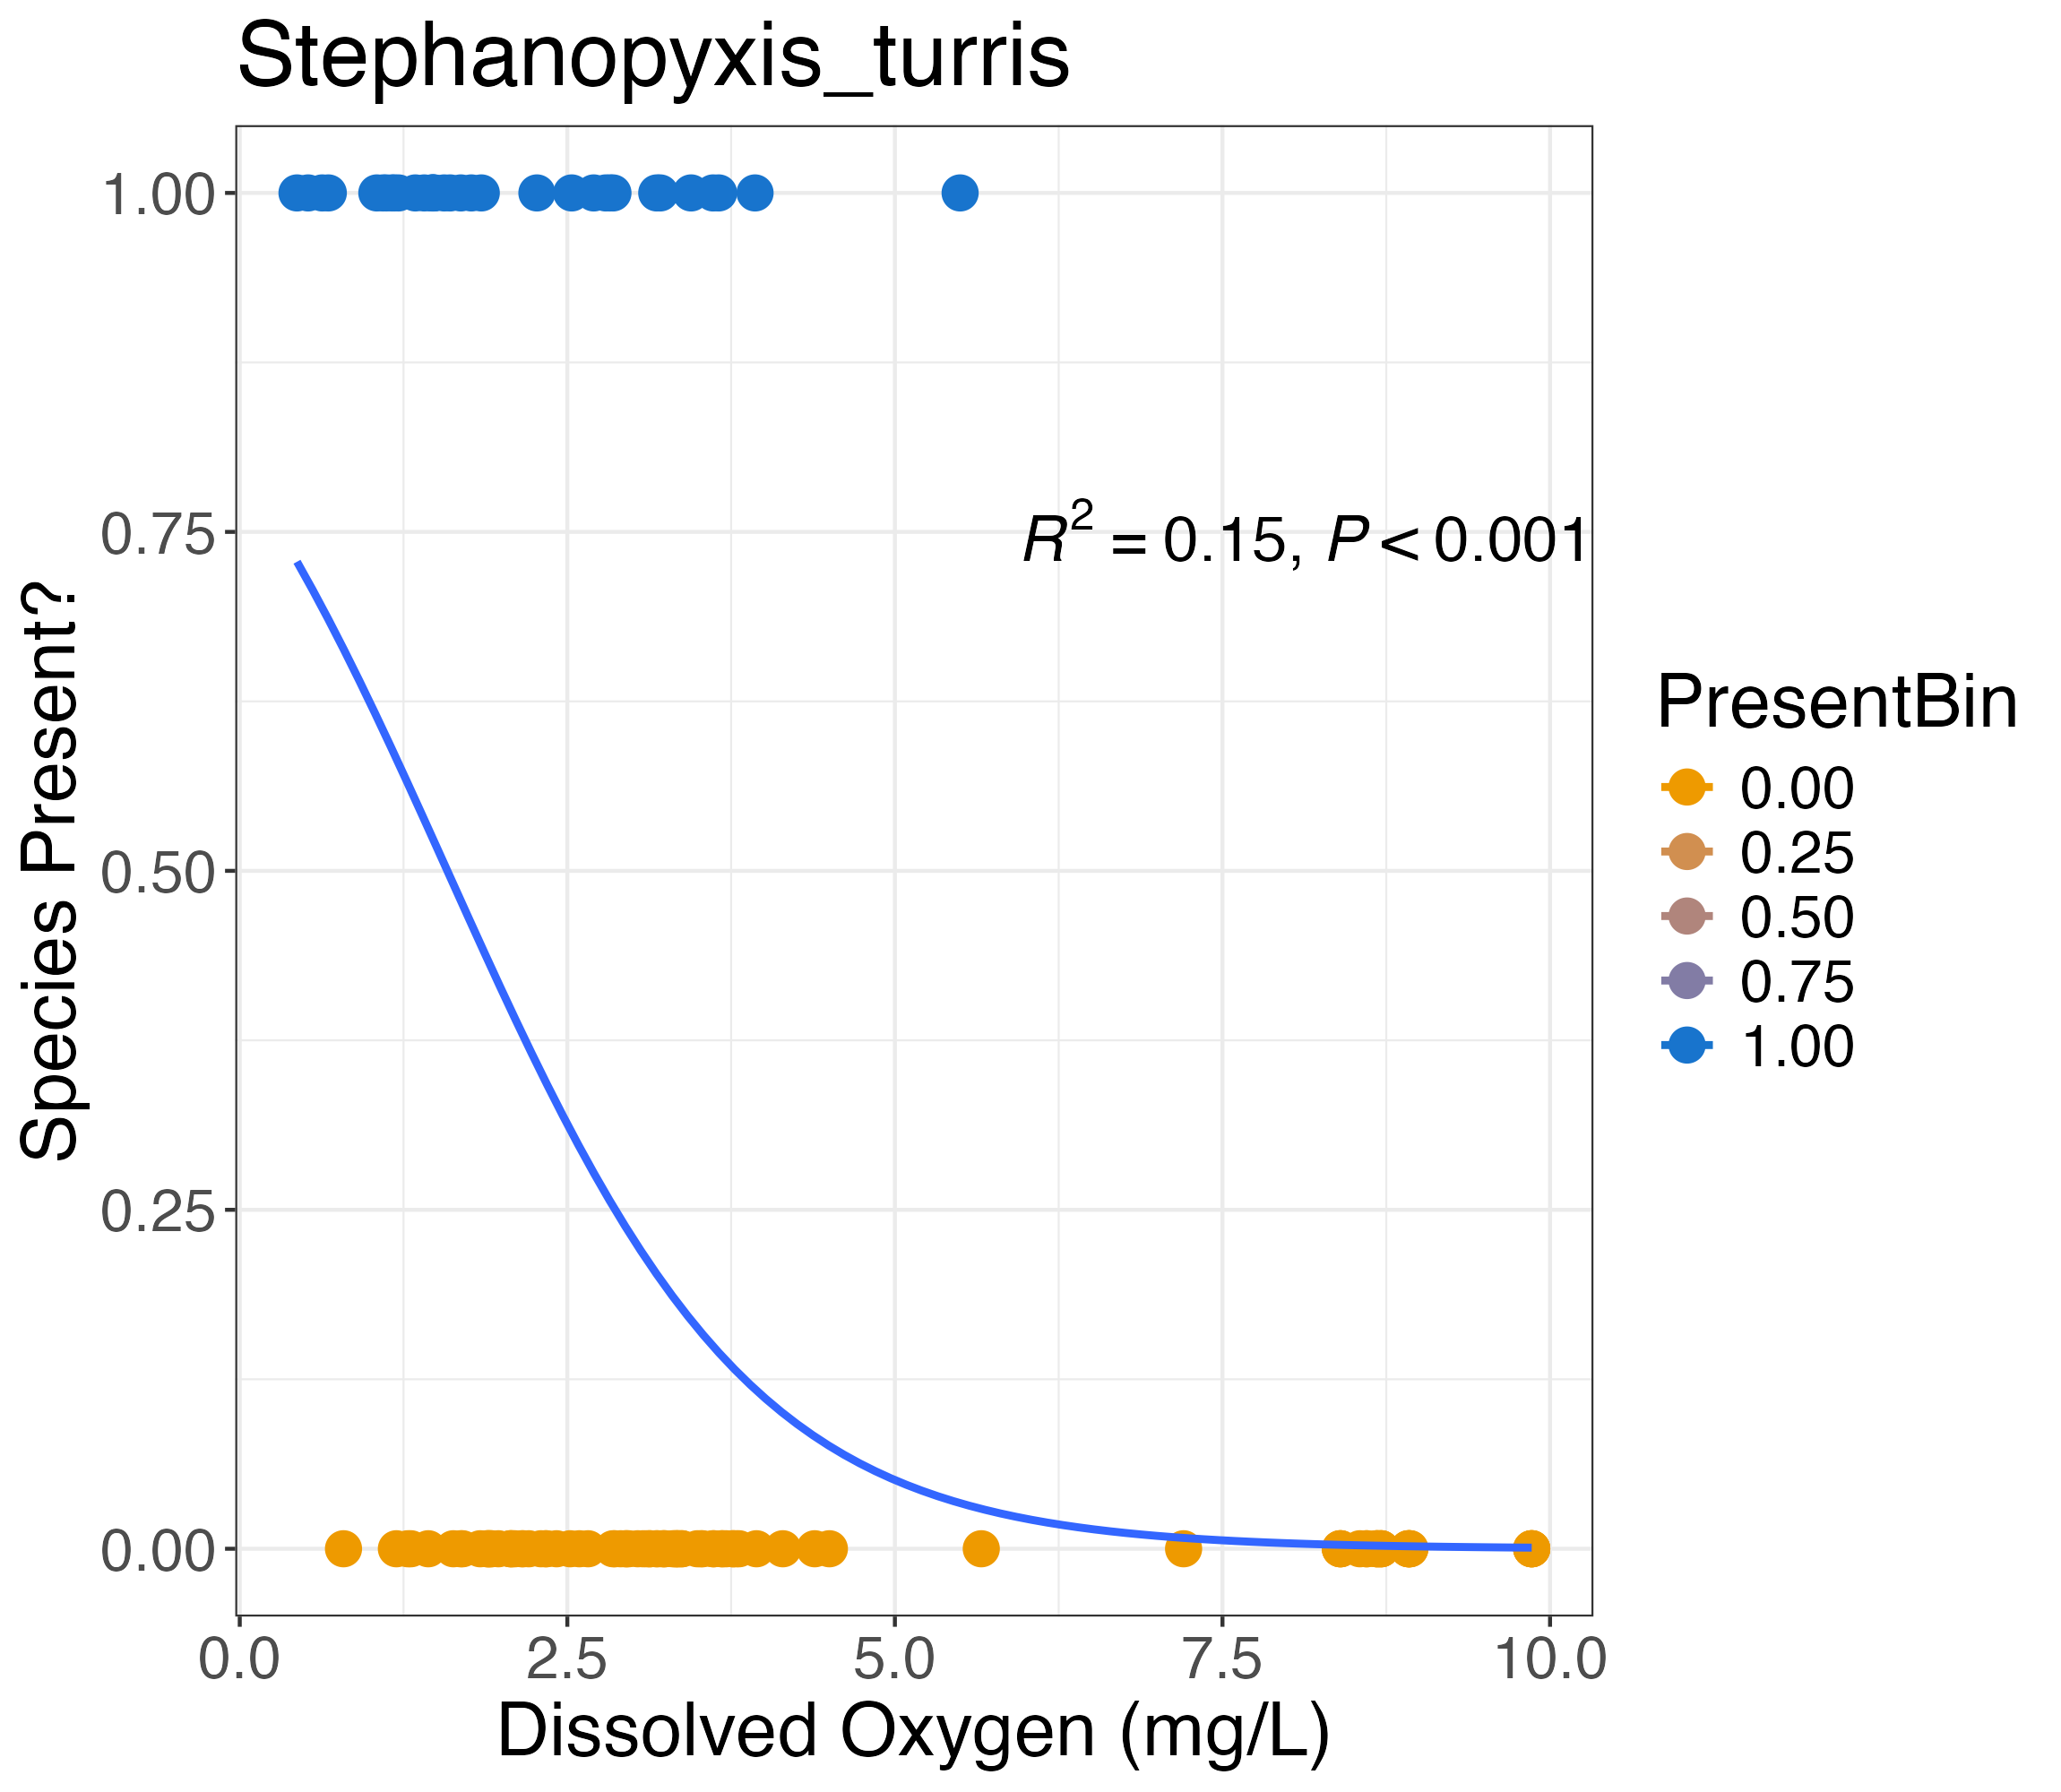 Stephanopyxis_turris
1.00
0.75
0.50
0.25
0.00
Species Present?
R² = 0.15, P < 0.001
0.0 2.5 5.0 7.5 10.0
Dissolved Oxygen (mg/L)
PresentBin
0.00
0.25
0.50
0.75
1.00